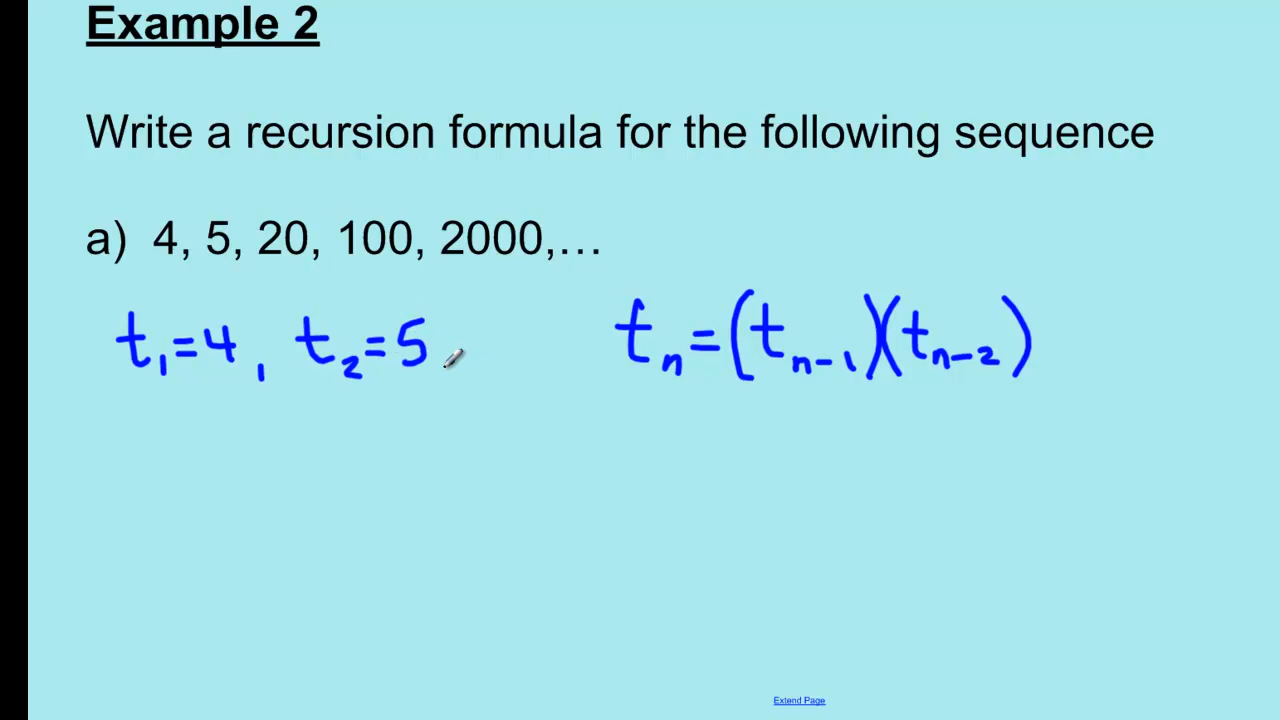 Example 2
Write a recursion formula for the following sequence
a) 4, 5, 20, 100, 2000,…
t₁=4, t₂=5 tₙ=(tₙ₋₁)(tₙ₋₂)
Extend Page